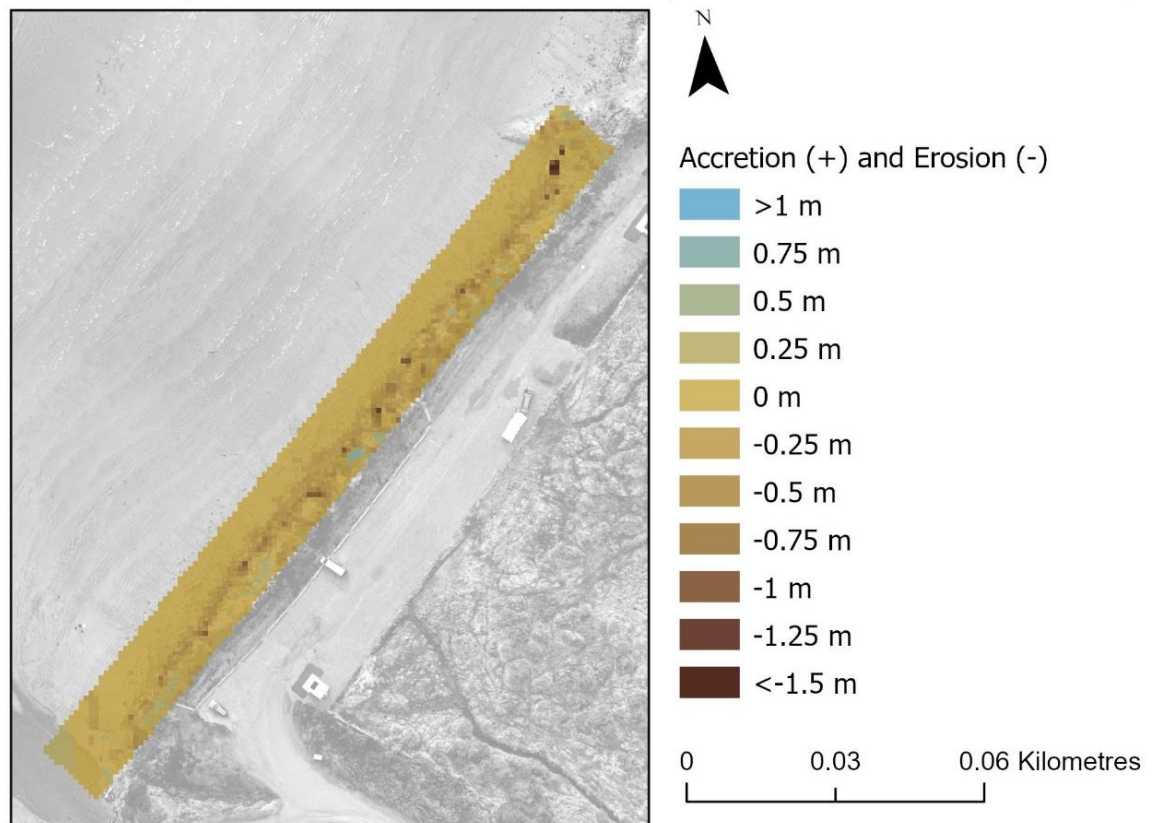 N
Accretion (+) and Erosion (-)
>1 m
0.75 m
0.5 m
0.25 m
0 m
-0.25 m
-0.5 m
-0.75 m
-1 m
-1.25 m
<-1.5 m
0 0.03 0.06 Kilometres